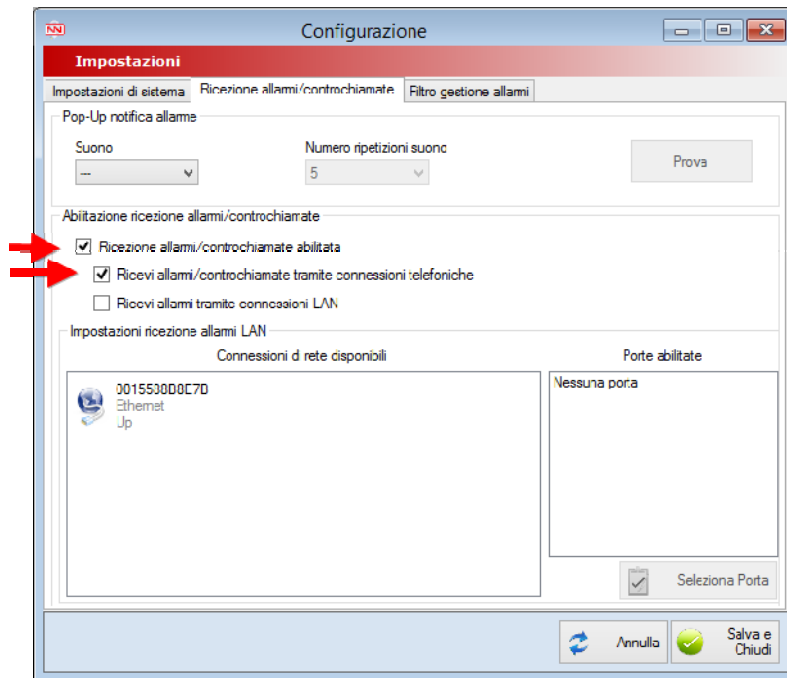 Configurazione
Impostazioni
Impostazioni di sistema
Ricezione allarmi/controchiamate
Filtro gestione allarmi
Pop-Up notifica allarme
Suono
Numero ripetizioni suono
---
5
Prova
Abilitazione ricezione allarmi/controchiamate
Ricezione allarmi/controchiamate abilitata
Ricevi allarmi/controchiamate tramite connessioni telefoniche
Ricevi allarmi tramite connessioni LAN
Impostazioni ricezione allarmi LAN
Connessioni di rete disponibili
Porte abilitate
Ethernet
Up
Nessuna porta
Seleziona Porta
Annulla
Salva e
Chiudi